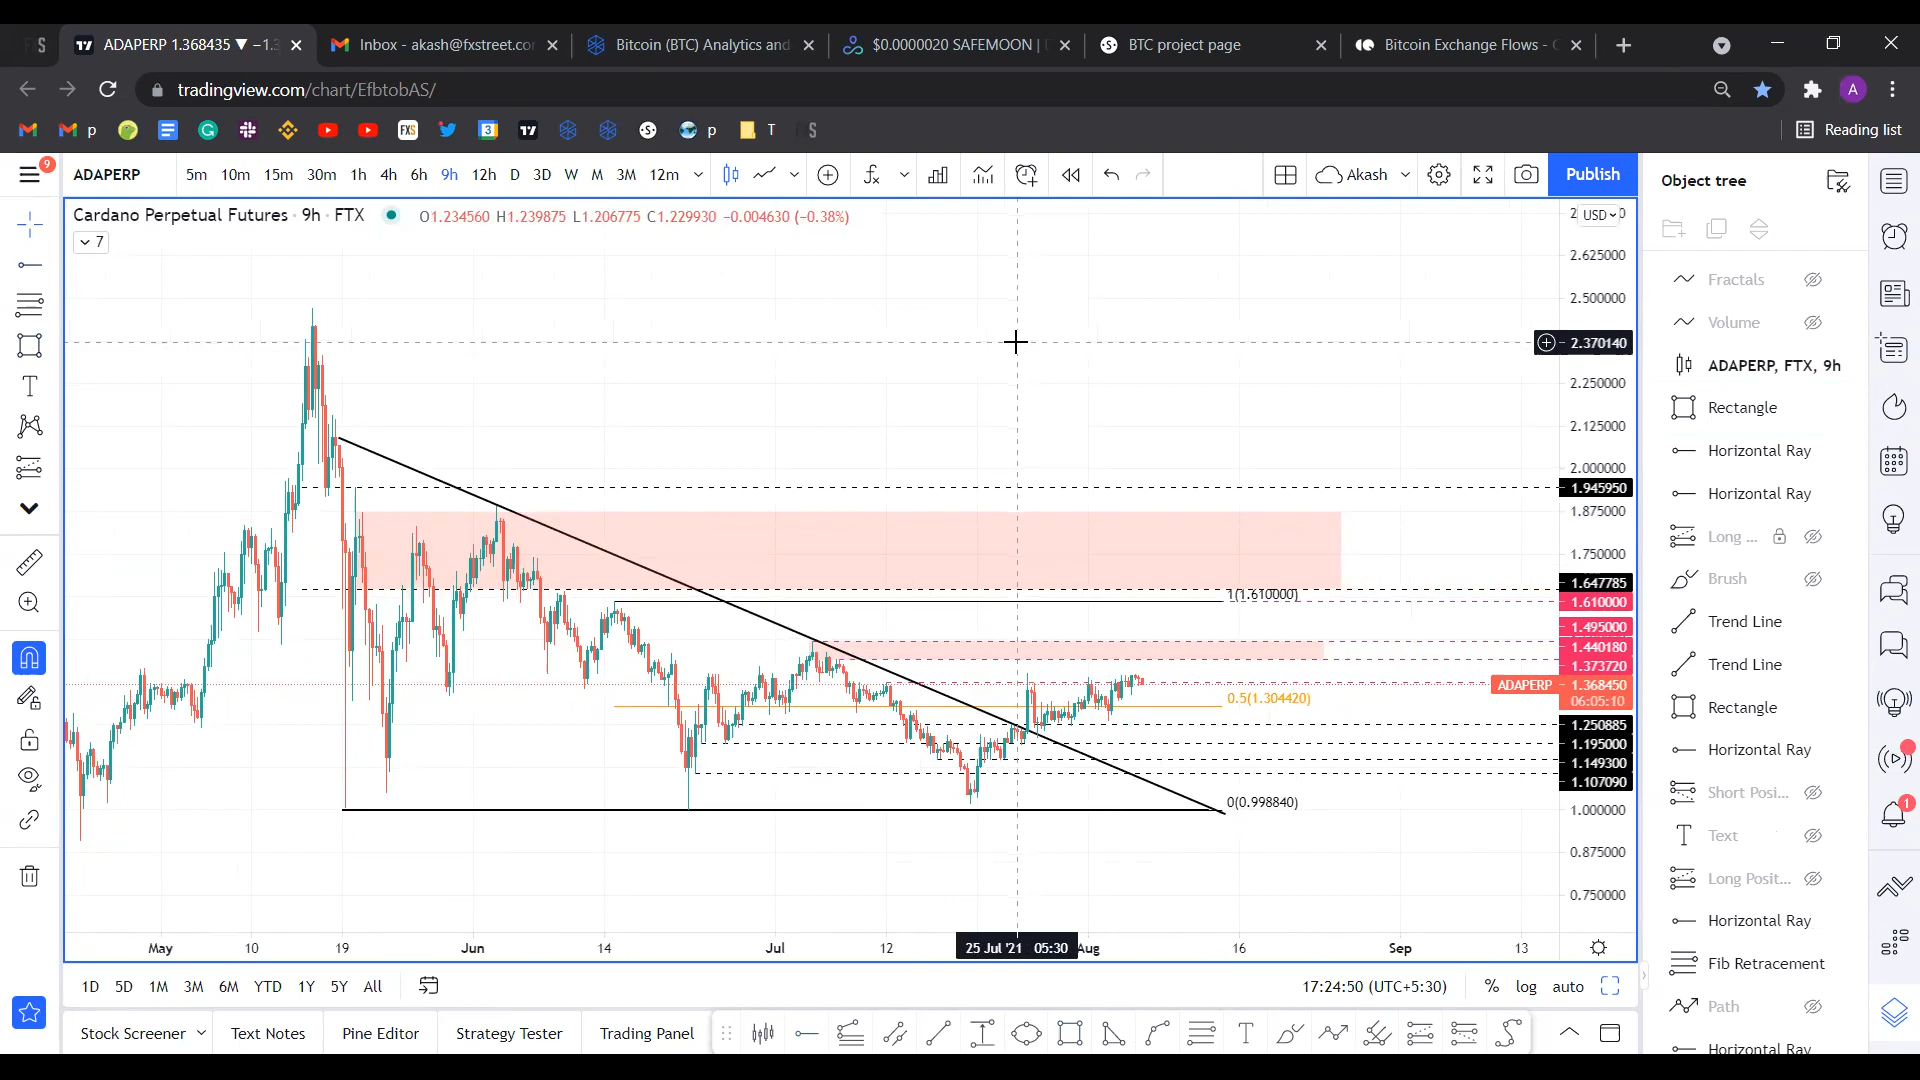 ADAPERP 1.368435 ▼ −1.3
Inbox - akash@fxstreet.co
Bitcoin (BTC) Analytics and
$0.0000020 SAFEMOON |
BTC project page
Bitcoin Exchange Flows -
tradingview.com/chart/EfbtobAS/
A
p
FXS
3
p
T
Reading list
9
ADAPERP
5m 10m 15m 30m 1h 4h 6h 9h 12h D 3D W M 3M 12m
Akash
Publish
Object tree
Cardano Perpetual Futures · 9h · FTX
O1.234560 H1.239875 L1.206775 C1.229930 −0.004630 (−0.38%)
USD
7
2.625000
2.500000
2.370140
2.250000
2.125000
2.000000
1.945950
1.875000
1.750000
1.647785
1.610000
1.495000
1.440180
1.373720
ADAPERP 1.368450
06:05:10
1.250885
1.195000
1.149300
1.107090
1.000000
0.875000
0.750000
1(1.610000)
0.5(1.304420)
0(0.998840)
May 10 19 Jun 14 Jul 12 25 Jul '21 05:30 Aug 16 Sep 13
Fractals
Volume
ADAPERP, FTX, 9h
Rectangle
Horizontal Ray
Horizontal Ray
Long ...
Brush
Trend Line
Trend Line
Rectangle
Horizontal Ray
Short Posi...
Text
Long Posit...
Horizontal Ray
Fib Retracement
Path
Horizontal Ray
1
1D 5D 1M 3M 6M YTD 1Y 5Y All
17:24:50 (UTC+5:30) % log auto
Stock Screener Text Notes Pine Editor Strategy Tester Trading Panel